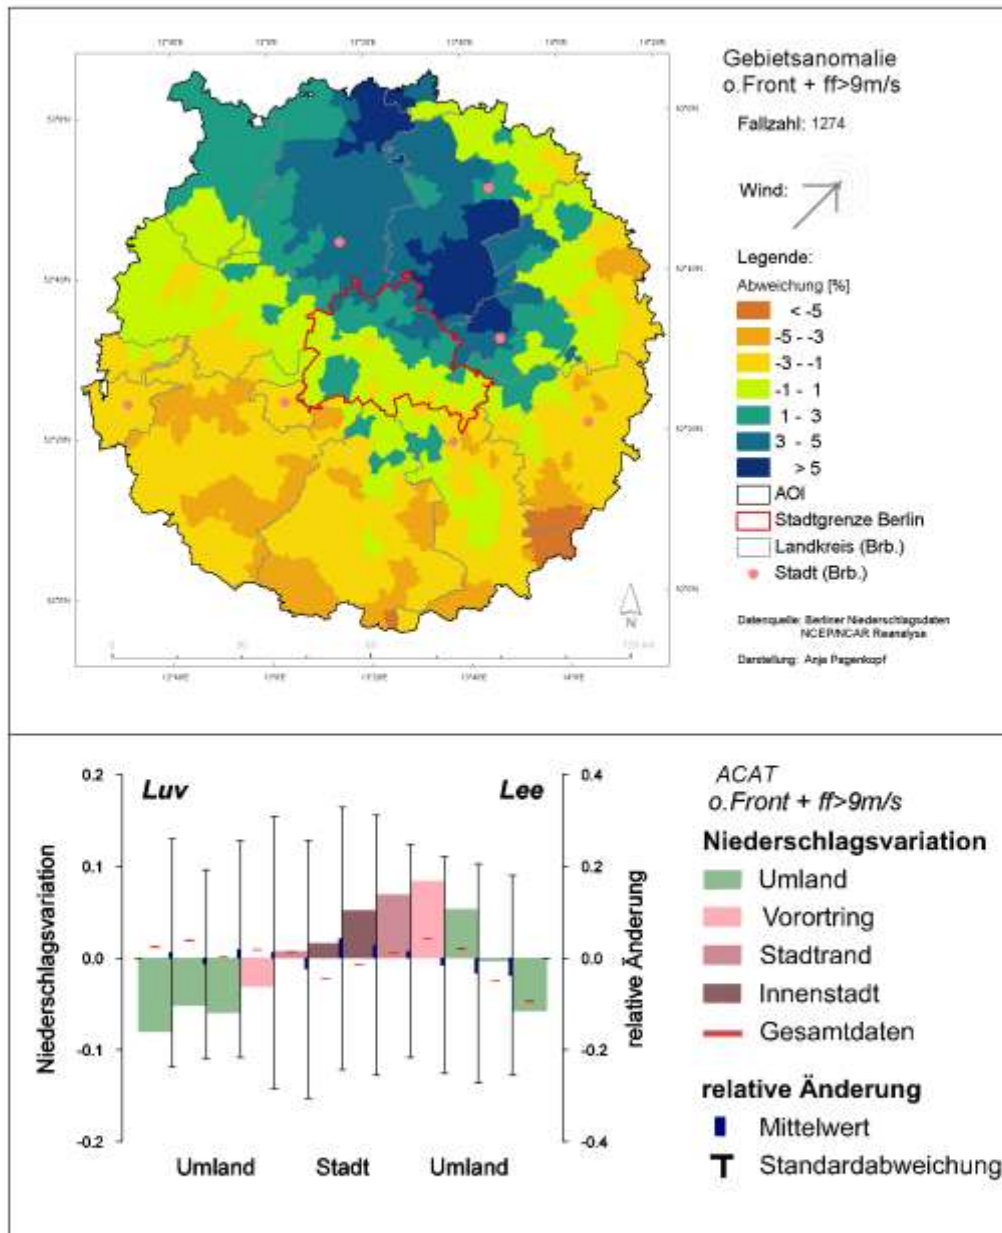 Gebietsanomalie
o.Front + ff>9m/s
Fallzahl: 1274
Wind:
Legende:
Abweichung [%]
< -5
-5 - -3
-3 - -1
-1 - 1
1 - 3
3 - 5
> 5
AOI
Stadtgrenze Berlin
Landkreis (Brb.)
Stadt (Brb.)
N
Datenquelle: Berliner Niederschlagsdaten
NCEP/NCAR Reanalyse
Darstellung: Anja Pagenkopf
0.2
0.1
0.0
-0.1
-0.2
Niederschlagsvariation
Luv
Lee
0.4
0.2
0.0
-0.2
-0.4
relative Änderung
Umland
Stadt
Umland
ACAT
o.Front + ff>9m/s
Niederschlagsvariation
Umland
Vorortring
Stadtrand
Innenstadt
Gesamtdaten
relative Änderung
Mittelwert
Standardabweichung